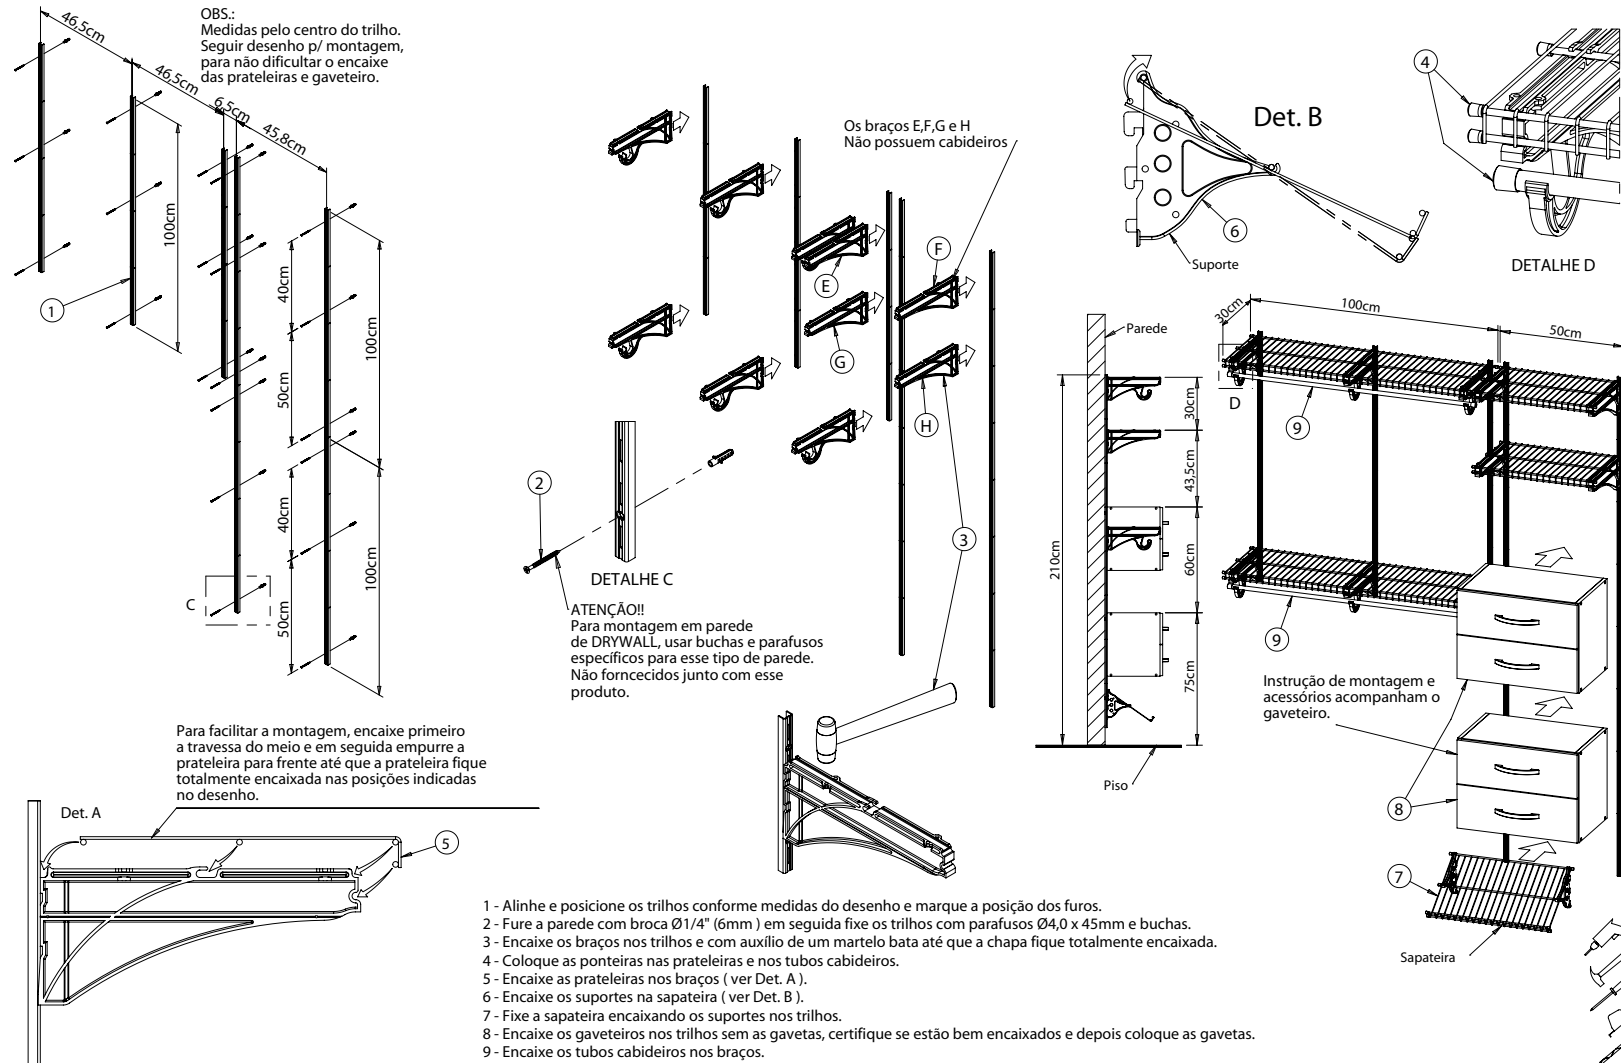 46,5cm
46,5cm
6,5cm
45,8cm
OBS.:
Medidas pelo centro do trilho.
Seguir desenho p/ montagem,
para não dificultar o encaixe
das prateleiras e gaveteiro.
100cm
40cm
50cm
100cm
40cm
50cm
100cm
1
C
Os braços E,F,G e H
Não possuem cabideiros
E
F
G
H
2
3
DETALHE C
ATENÇÃO!!
Para montagem em parede
de DRYWALL, usar buchas e parafusos
específicos para esse tipo de parede.
Não forncecidos junto com esse
produto.
Det. B
6
Suporte
4
DETALHE D
Parede
210cm
30cm
43,5cm
60cm
75cm
Piso
30cm
100cm
50cm
D
9
9
Instrução de montagem e
acessórios acompanham o
gaveteiro.
8
7
Sapateira
Para facilitar a montagem, encaixe primeiro
a travessa do meio e em seguida empurre a
prateleira para frente até que a prateleira fique
totalmente encaixada nas posições indicadas
no desenho.
Det. A
5
1 - Alinhe e posicione os trilhos conforme medidas do desenho e marque a posição dos furos.
2 - Fure a parede com broca Ø1/4" (6mm ) em seguida fixe os trilhos com parafusos Ø4,0 x 45mm e buchas.
3 - Encaixe os braços nos trilhos e com auxílio de um martelo bata até que a chapa fique totalmente encaixada.
4 - Coloque as ponteiras nas prateleiras e nos tubos cabideiros.
5 - Encaixe as prateleiras nos braços ( ver Det. A ).
6 - Encaixe os suportes na sapateira ( ver Det. B ).
7 - Fixe a sapateira encaixando os suportes nos trilhos.
8 - Encaixe os gaveteiros nos trilhos sem as gavetas, certifique se estão bem encaixados e depois coloque as gavetas.
9 - Encaixe os tubos cabideiros nos braços.